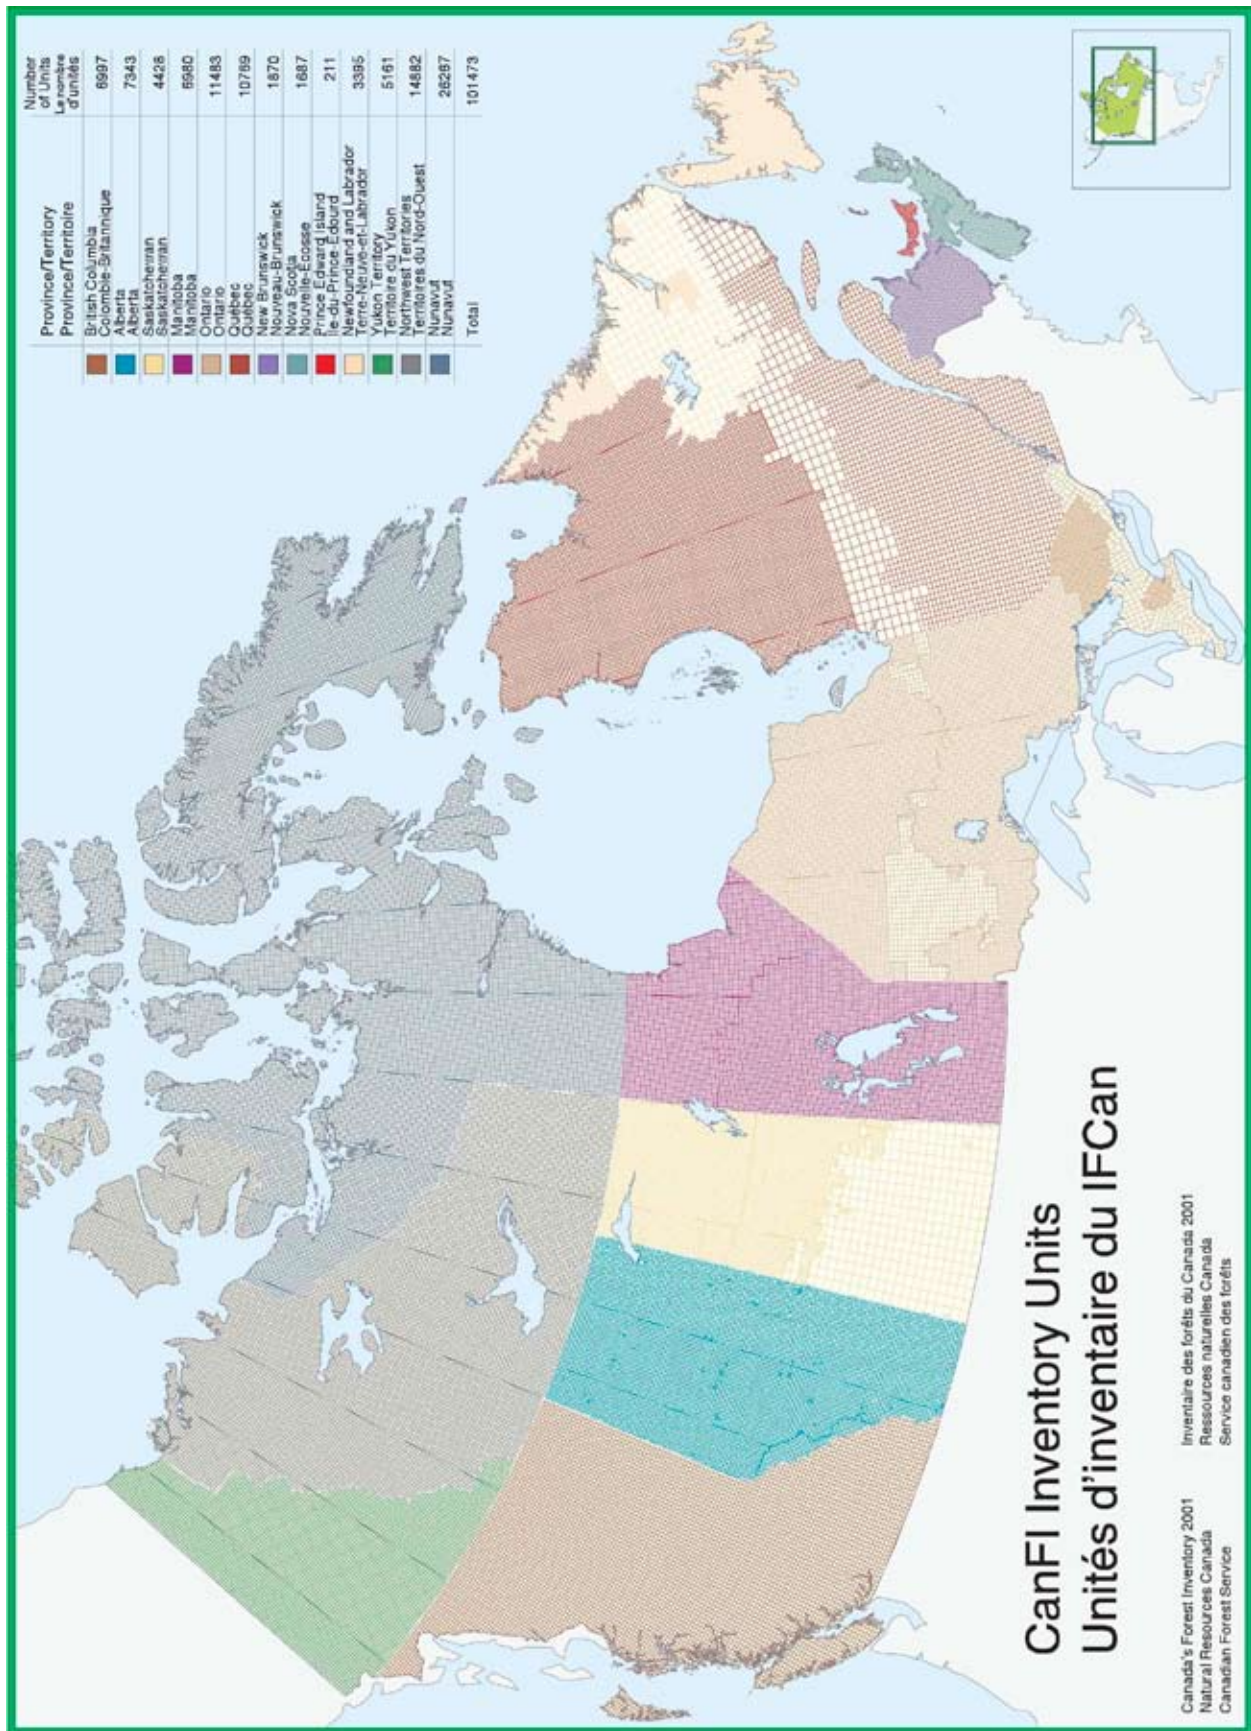 Province/Territory Number of Units
Province/Territoire Le nombre d'unités
British Columbia 6997
Colombie-Britannique
Alberta 7343
Alberta
Saskatchewan 4428
Saskatchewan
Manitoba 6980
Manitoba
Ontario 11483
Ontario
Québec 10769
Québec
New Brunswick 1870
Nouveau-Brunswick
Nova Scotia 1687
Nouvelle-Écosse
Prince Edward Island 211
Île-du-Prince-Édourd
Newfoundland and Labrador 3395
Terre-Neuve-et-Labrador
Yukon Territory 5161
Territoire du Yukon
Northwest Territories 14882
Territoires du Nord-Ouest
Nunavut 26267
Nunavut
Total 101473
CanFI Inventory Units
Unités d'inventaire du IFCan
Canada's Forest Inventory 2001
Natural Resources Canada
Canadian Forest Service
Inventaire des forêts du Canada 2001
Ressources naturelles Canada
Service canadien des forêts